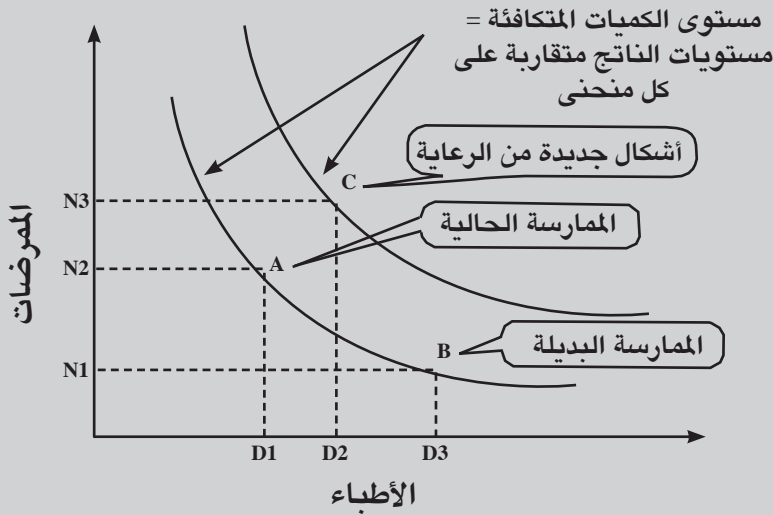 مستوى الكميات المتكافئة =
مستويات الناتج متقاربة على
كل منحنى
أشكال جديدة من الرعاية
C
N3
الممارسة الحالية
A
N2
الممرضات
B
الممارسة البديلة
N1
D1
D2
D3
الأطباء